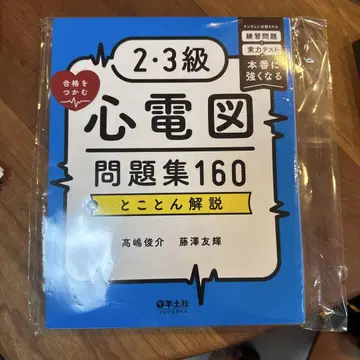 ランダムに出題される
練習問題
+
実力テスト
で
本番に
強くなる
合格を
つかむ
2・3級
心電図
問題集160
とことん解説
髙嶋俊介 藤澤友輝
羊土社
YODOSHA